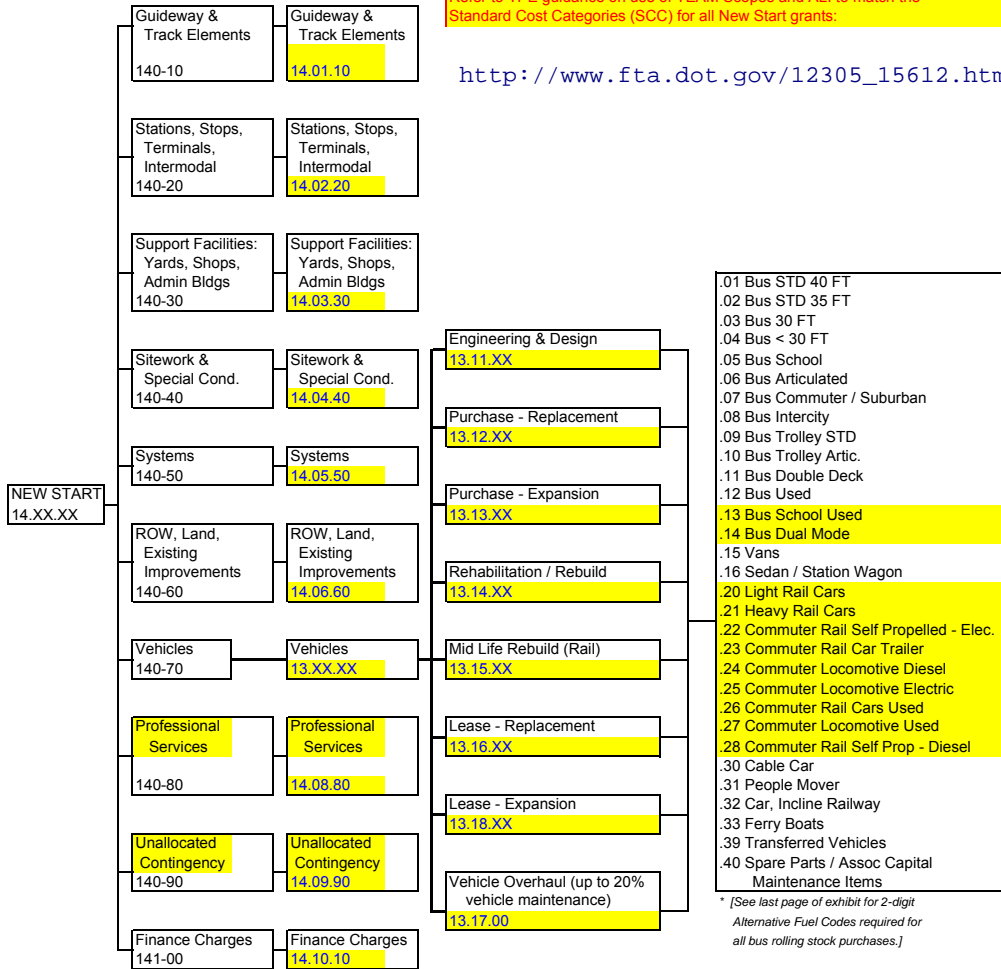 Refer to TPE guidance on use of TEAM Scopes and ALI to match the
Standard Cost Categories (SCC) for all New Start grants:
http://www.fta.dot.gov/12305_15612.htm
NEW START
14.XX.XX
Guideway &
Track Elements
140-10
Guideway &
Track Elements
14.01.10
Stations, Stops,
Terminals,
Intermodal
140-20
Stations, Stops,
Terminals,
Intermodal
14.02.20
Support Facilities:
Yards, Shops,
Admin Bldgs
140-30
Support Facilities:
Yards, Shops,
Admin Bldgs
14.03.30
Sitework &
Special Cond.
140-40
Sitework &
Special Cond.
14.04.40
Systems
140-50
Systems
14.05.50
ROW, Land,
Existing
Improvements
140-60
ROW, Land,
Existing
Improvements
14.06.60
Vehicles
140-70
Vehicles
13.XX.XX
Professional
Services
140-80
Professional
Services
14.08.80
Unallocated
Contingency
140-90
Unallocated
Contingency
14.09.90
Finance Charges
141-00
Finance Charges
14.10.10
Engineering & Design
13.11.XX
Purchase - Replacement
13.12.XX
Purchase - Expansion
13.13.XX
Rehabilitation / Rebuild
13.14.XX
Mid Life Rebuild (Rail)
13.15.XX
Lease - Replacement
13.16.XX
Lease - Expansion
13.18.XX
Vehicle Overhaul (up to 20%
vehicle maintenance)
13.17.00
.01 Bus STD 40 FT
.02 Bus STD 35 FT
.03 Bus 30 FT
.04 Bus < 30 FT
.05 Bus School
.06 Bus Articulated
.07 Bus Commuter / Suburban
.08 Bus Intercity
.09 Bus Trolley STD
.10 Bus Trolley Artic.
.11 Bus Double Deck
.12 Bus Used
.13 Bus School Used
.14 Bus Dual Mode
.15 Vans
.16 Sedan / Station Wagon
.20 Light Rail Cars
.21 Heavy Rail Cars
.22 Commuter Rail Self Propelled - Elec.
.23 Commuter Rail Car Trailer
.24 Commuter Locomotive Diesel
.25 Commuter Locomotive Electric
.26 Commuter Rail Cars Used
.27 Commuter Locomotive Used
.28 Commuter Rail Self Prop - Diesel
.30 Cable Car
.31 People Mover
.32 Car, Incline Railway
.33 Ferry Boats
.39 Transferred Vehicles
.40 Spare Parts / Assoc Capital
Maintenance Items
* [See last page of exhibit for 2-digit
Alternative Fuel Codes required for
all bus rolling stock purchases.]